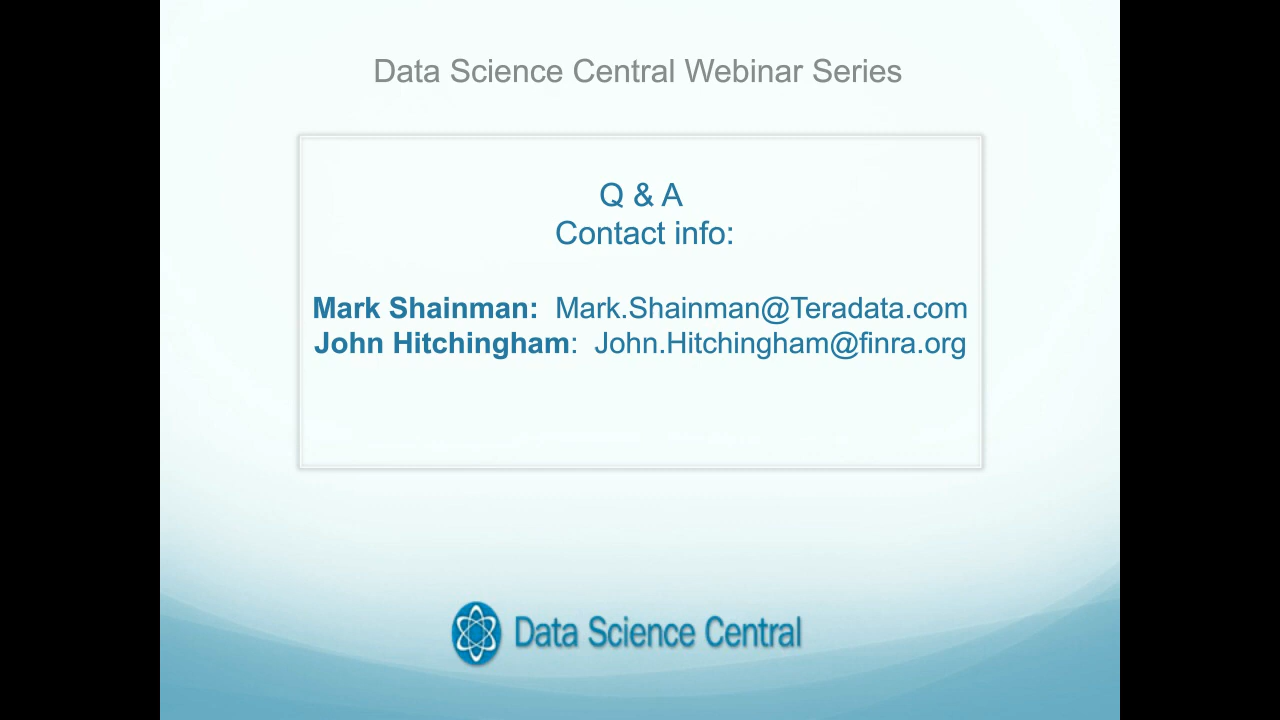 Data Science Central Webinar Series
Q & A
Contact info:
Mark Shainman: Mark.Shainman@Teradata.com
John Hitchingham: John.Hitchingham@finra.org
Data Science Central